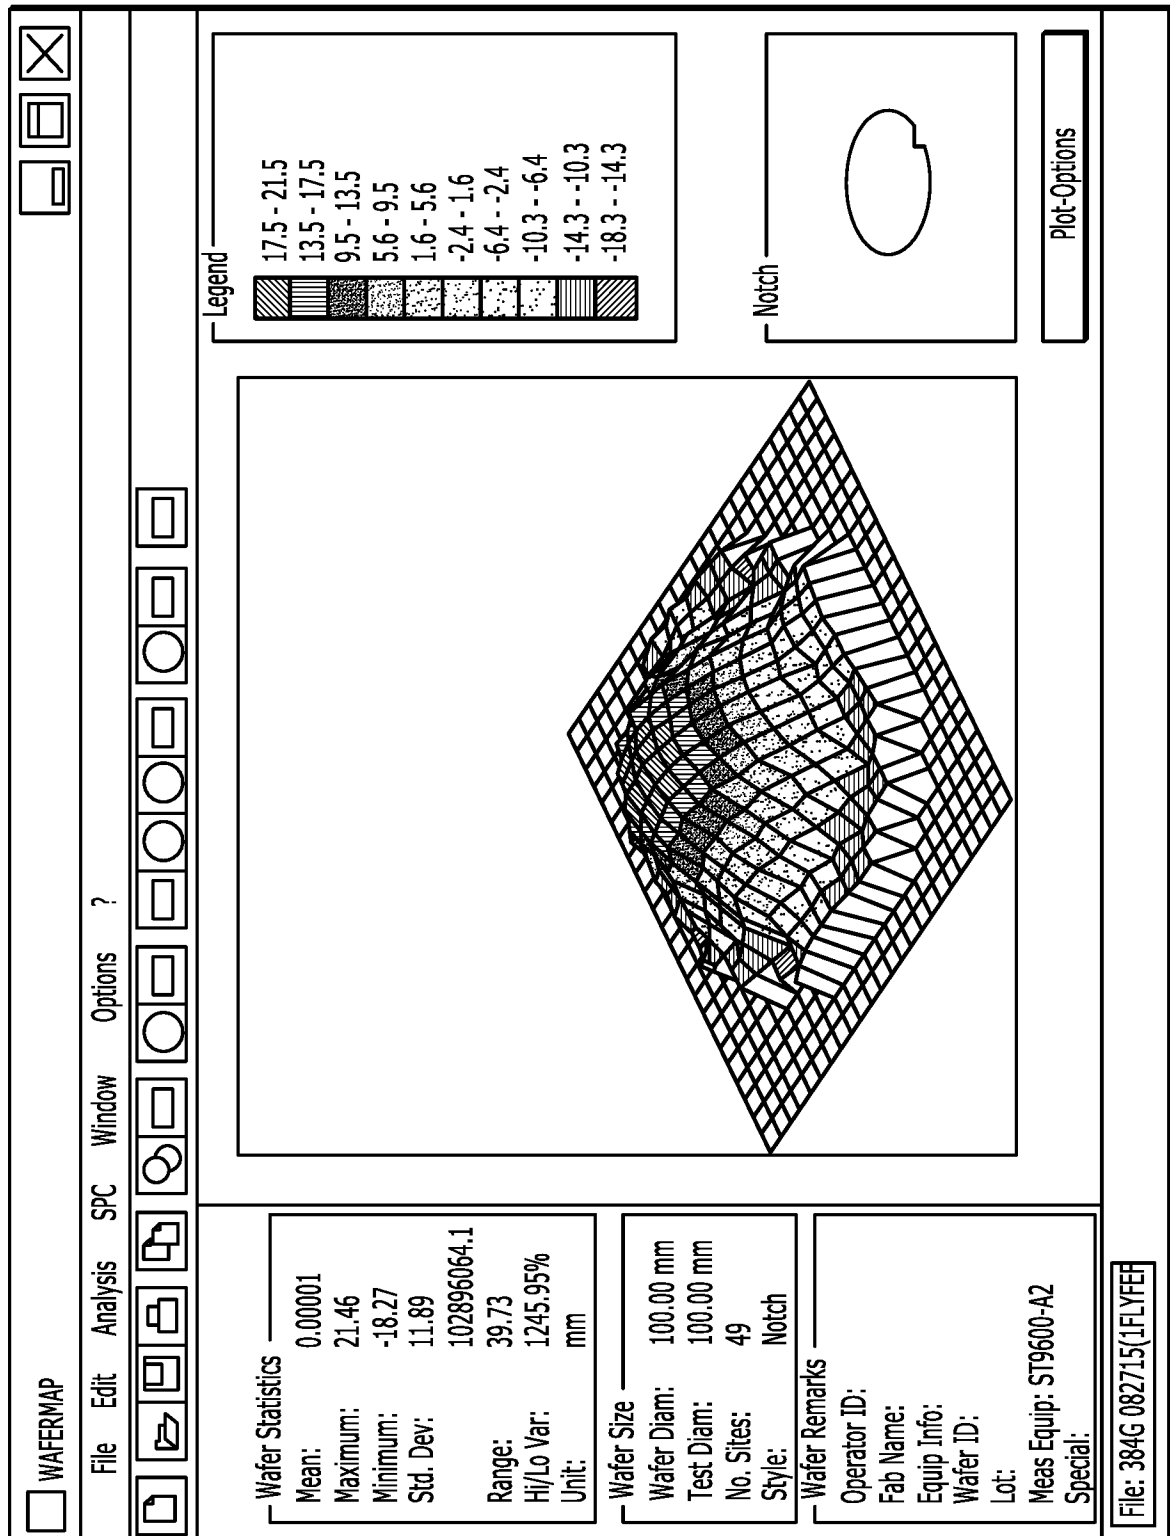 WAFERMAP
File Edit Analysis SPC Window Options ?
Wafer Statistics
Mean: 0.00001
Maximum: 21.46
Minimum: -18.27
Std. Dev: 11.89
102896064.1
Range: 39.73
Hi/Lo Var: 1245.95%
Unit: mm
Wafer Size
Wafer Diam: 100.00 mm
Test Diam: 100.00 mm
No. Sites: 49
Style: Notch
Wafer Remarks
Operator ID:
Fab Name:
Equip Info:
Wafer ID:
Lot:
Meas Equip: ST9600-A2
Special:
Legend
17.5 - 21.5
13.5 - 17.5
9.5 - 13.5
5.6 - 9.5
1.6 - 5.6
-2.4 - 1.6
-6.4 - -2.4
-10.3 - -6.4
-14.3 - -10.3
-18.3 - -14.3
Notch
Plot-Options
File: 384G 082715(1FLYFEF